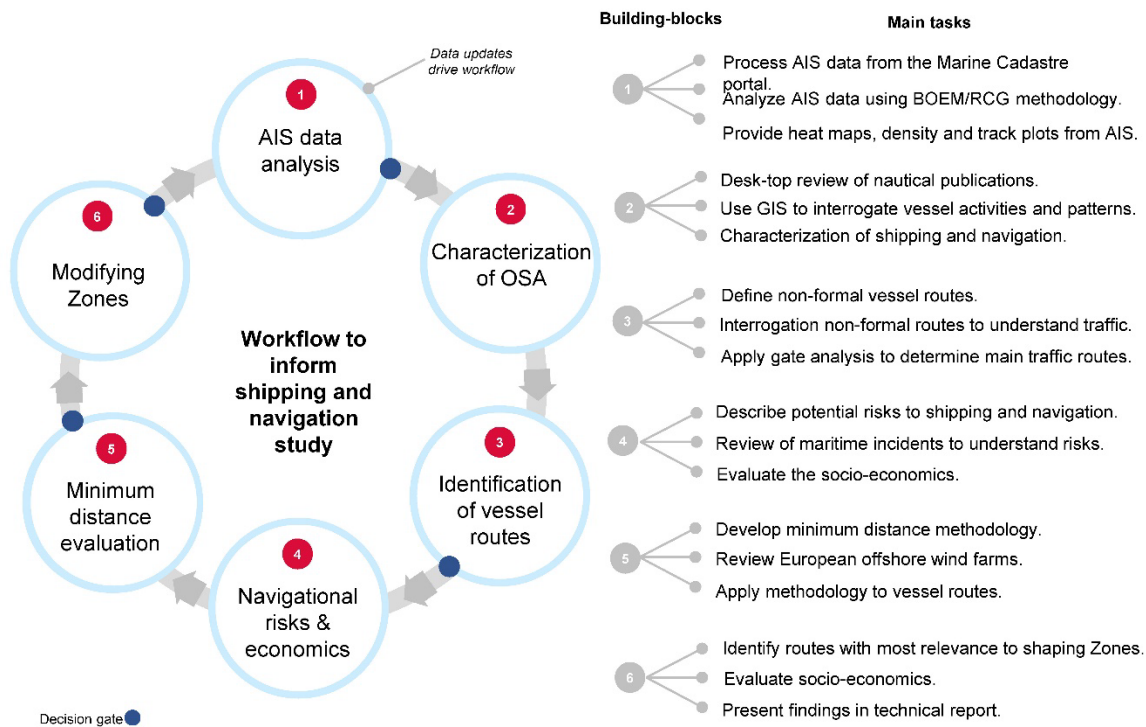 Building-blocks
Main tasks
Data updates
drive workflow
1
AIS data
analysis
2
Characterization
of OSA
3
Identification
of vessel
routes
4
Navigational
risks &
economics
5
Minimum
distance
evaluation
6
Modifying
Zones
Workflow to
inform
shipping and
navigation
study
Decision gate
1
Process AIS data from the Marine Cadastre
portal.
Analyze AIS data using BOEM/RCG methodology.
Provide heat maps, density and track plots from AIS.
2
Desk-top review of nautical publications.
Use GIS to interrogate vessel activities and patterns.
Characterization of shipping and navigation.
3
Define non-formal vessel routes.
Interrogation non-formal routes to understand traffic.
Apply gate analysis to determine main traffic routes.
4
Describe potential risks to shipping and navigation.
Review of maritime incidents to understand risks.
Evaluate the socio-economics.
5
Develop minimum distance methodology.
Review European offshore wind farms.
Apply methodology to vessel routes.
6
Identify routes with most relevance to shaping Zones.
Evaluate socio-economics.
Present findings in technical report.